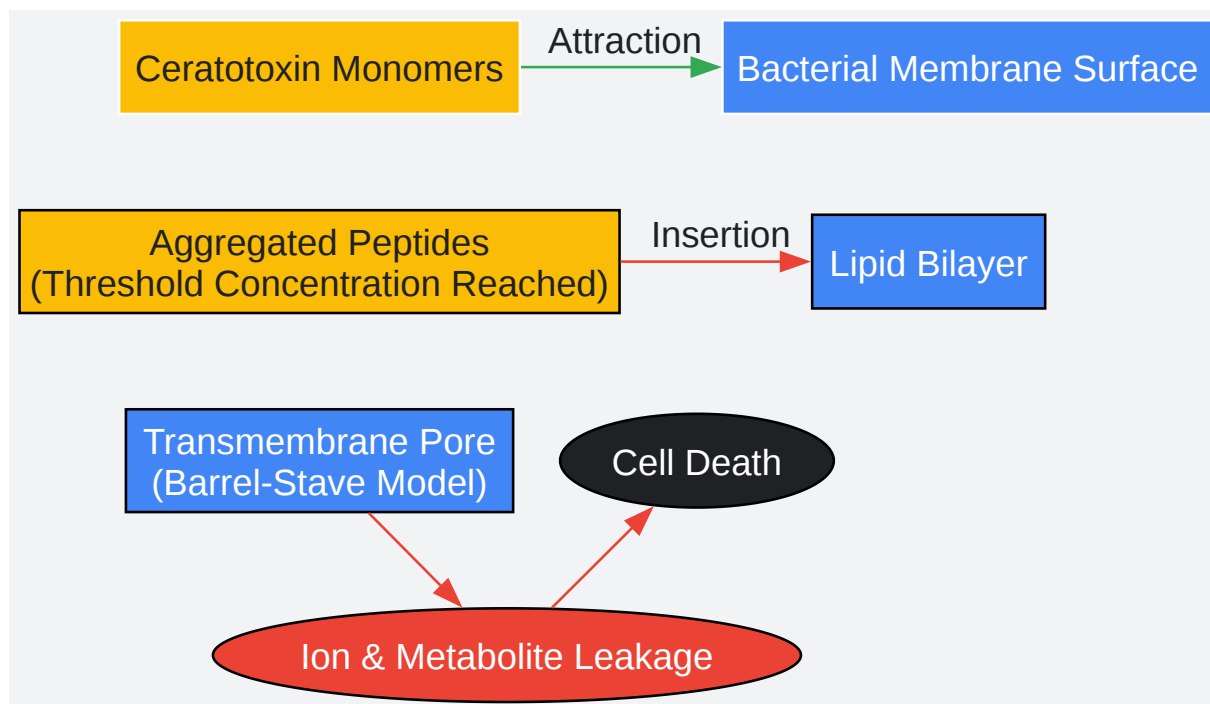 Ceratotoxin Monomers
Attraction
Bacterial Membrane Surface
Aggregated Peptides
(Threshold Concentration Reached)
Insertion
Lipid Bilayer
Transmembrane Pore
(Barrel-Stave Model)
Cell Death
Ion & Metabolite Leakage